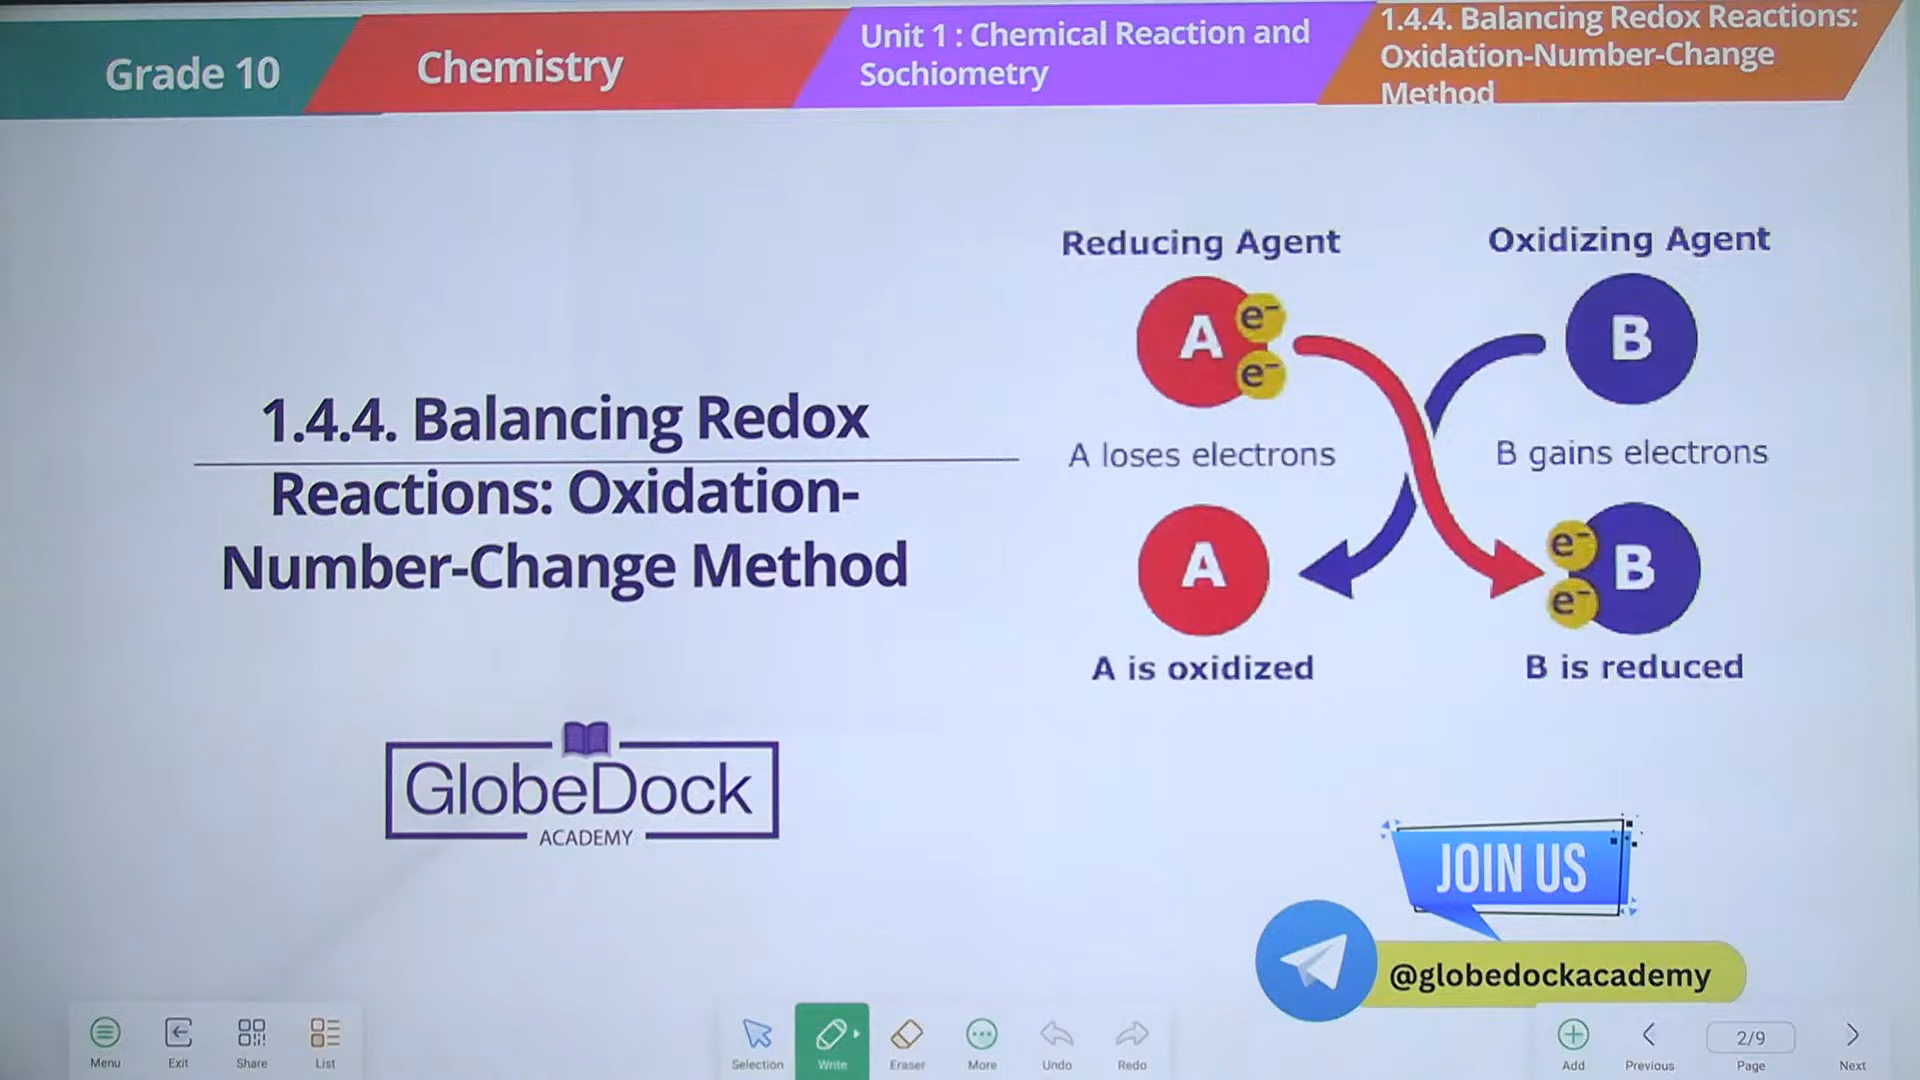 Grade 10
Chemistry
Unit 1 : Chemical Reaction and
Sochiometry
1.4.4. Balancing Redox Reactions:
Oxidation-Number-Change
Method
1.4.4. Balancing Redox
Reactions: Oxidation-
Number-Change Method
GlobeDock
ACADEMY
Reducing Agent
Oxidizing Agent
A e⁻ e⁻
B
A loses electrons
B gains electrons
A
e⁻ e⁻ B
A is oxidized
B is reduced
JOIN US
@globedockacademy
Menu
Exit
Share
List
Selection
Write
Eraser
More
Undo
Redo
Add
Previous
2/9
Page
Next